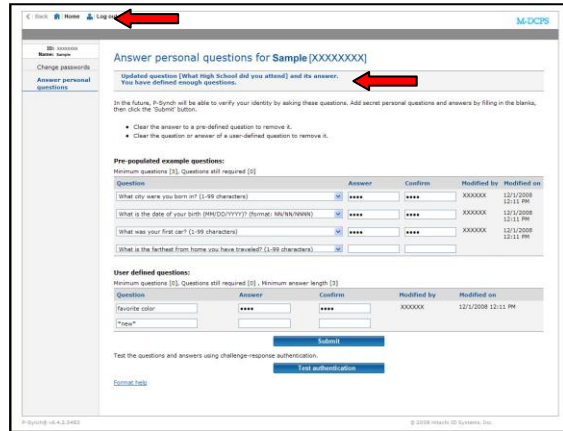 < Back Home Log out
M-DCPS
ID: XXXXXXX
Name: Sample
Change passwords
Answer personal questions
Answer personal questions for Sample [XXXXXXXX]
Updated question [What High School did you attend] and its answer.
You have defined enough questions.
In the future, P-Synch will be able to verify your identity by asking these questions. Add secret personal questions and answers by filling in the blanks,
then click the 'Submit' button.
• Clear the answer to a pre-defined question to remove it.
• Clear the question or answer of a user-defined question to remove it.
Pre-populated example questions:
Minimum questions [3], Questions still required [0]
Question Answer Confirm Modified by Modified on
What city were you born in? (1-99 characters) •••• •••• XXXXXX 12/1/2008 12:11 PM
What is the date of your birth (MM/DD/YYYY)? (format: NN/NN/NNNN) •••• •••• XXXXXX 12/1/2008 12:11 PM
What was your first car? (1-99 characters) •••• •••• XXXXXX 12/1/2008 12:11 PM
What is the farthest from home you have traveled? (1-99 characters)
User defined questions:
Minimum questions [0], Questions still required [0] , Minimum answer length [3]
Question Answer Confirm Modified by Modified on
favorite color •••• •••• XXXXXX 12/1/2008 12:11 PM
*new*
Submit
Test the questions and answers using challenge-response authentication.
Test authentication
Format help
P-Synch® v6.4.2.5402
© 2008 Hitachi ID Systems, Inc.